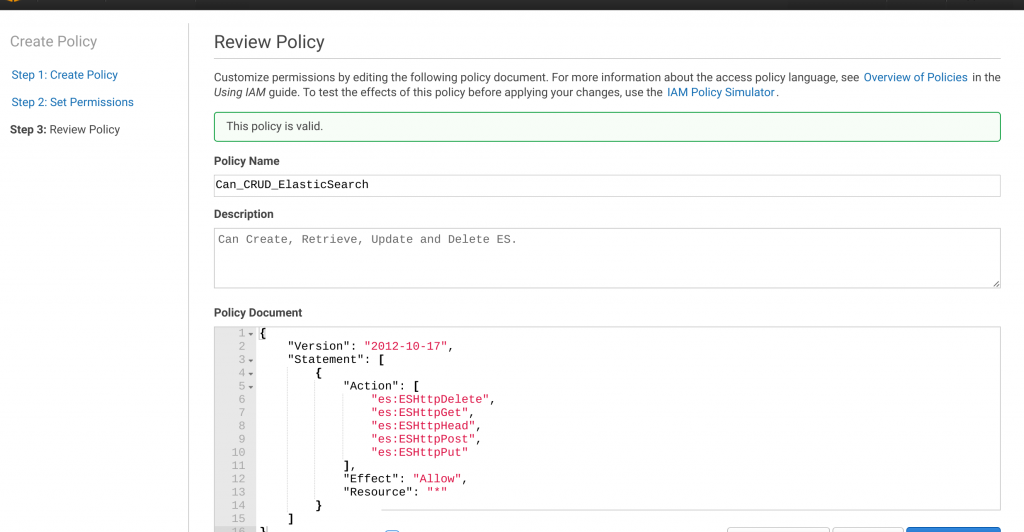 Create Policy
Step 1: Create Policy
Step 2: Set Permissions
Step 3: Review Policy
Review Policy
Customize permissions by editing the following policy document. For more information about the access policy language, see Overview of Policies in the
Using IAM guide. To test the effects of this policy before applying your changes, use the IAM Policy Simulator.
This policy is valid.
Policy Name
Can_CRUD_ElasticSearch
Description
Can Create, Retrieve, Update and Delete ES.
Policy Document
1 {
2 "Version": "2012-10-17",
3 "Statement": [
4 {
5 "Action": [
6 "es:ESHttpDelete",
7 "es:ESHttpGet",
8 "es:ESHttpHead",
9 "es:ESHttpPost",
10 "es:ESHttpPut"
11 ],
12 "Effect": "Allow",
13 "Resource": "*"
14 }
15 ]
16 }